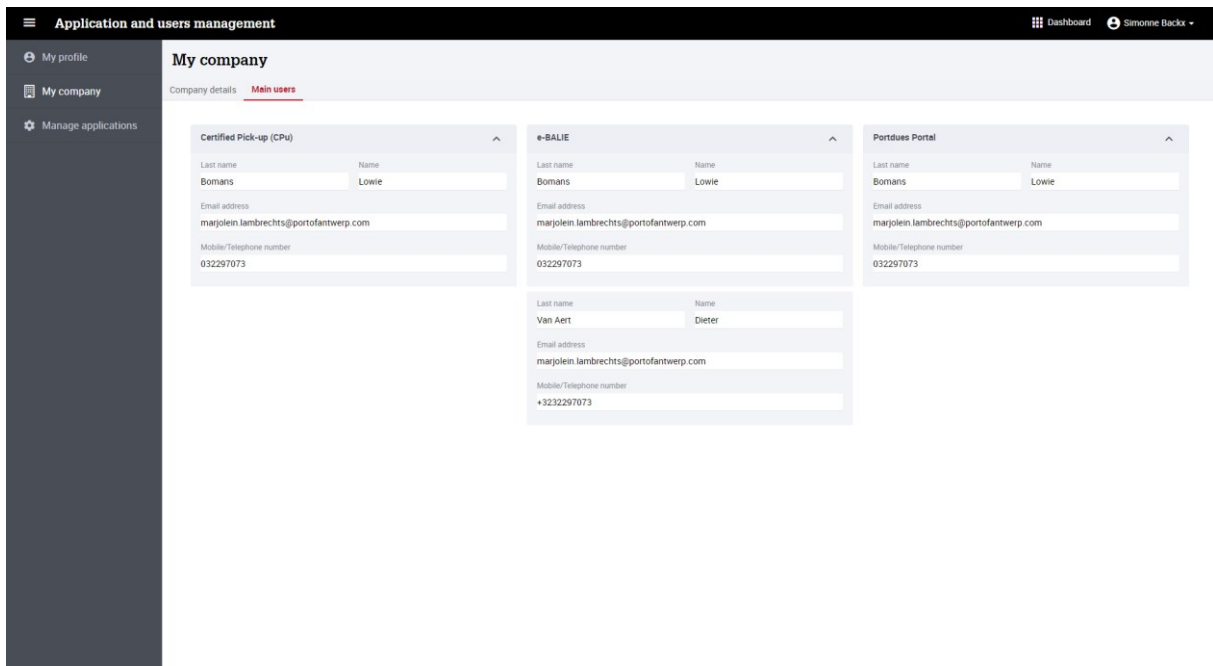 Application and users management
Dashboard
Simonne Backx
My profile
My company
Manage applications
My company
Company details
Main users
Certified Pick-up (CPu)
Last name
Name
Bomans
Lowie
Email address
marjolein.lambrechts@portofantwerp.com
Mobile/Telephone number
032297073
e-BALIE
Last name
Name
Bomans
Lowie
Email address
marjolein.lambrechts@portofantwerp.com
Mobile/Telephone number
032297073
Last name
Name
Van Aert
Dieter
Email address
marjolein.lambrechts@portofantwerp.com
Mobile/Telephone number
+3232297073
Portdues Portal
Last name
Name
Bomans
Lowie
Email address
marjolein.lambrechts@portofantwerp.com
Mobile/Telephone number
032297073